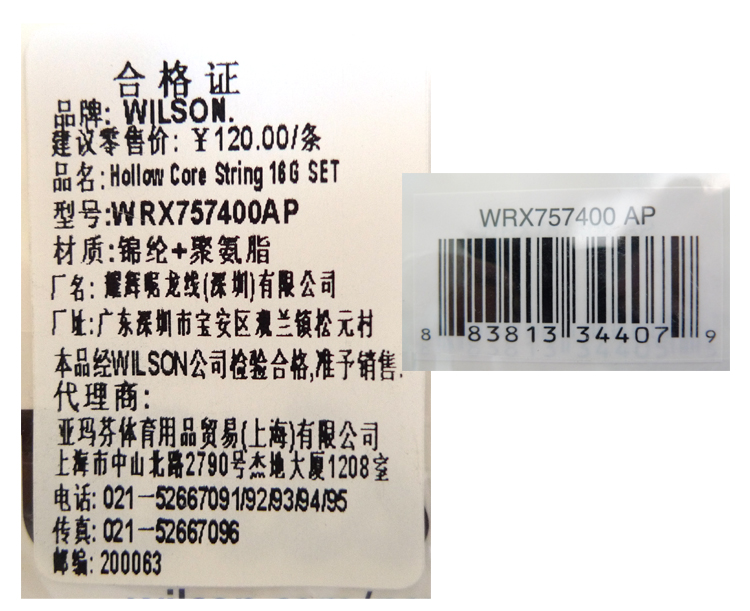 合格证
品牌: WILSON.
建议零售价: ¥120.00/条
品名:Hollow Core String 16G SET
型号:WRX757400AP
材质:锦纶+聚氨脂
厂名: 耀辉昵龙线(深圳)有限公司
厂址:广东深圳市宝安区观兰镇松元村
本品经WILSON公司检验合格,准予销售.
代理商:
亚玛芬体育用品贸易(上海)有限公司
上海市中山北路2790号杰地大厦1208室
电话: 021—52667091/92/93/94/95
传真: 021—52667096
邮编: 200063
WRX757400 AP
8 83813 34407 9